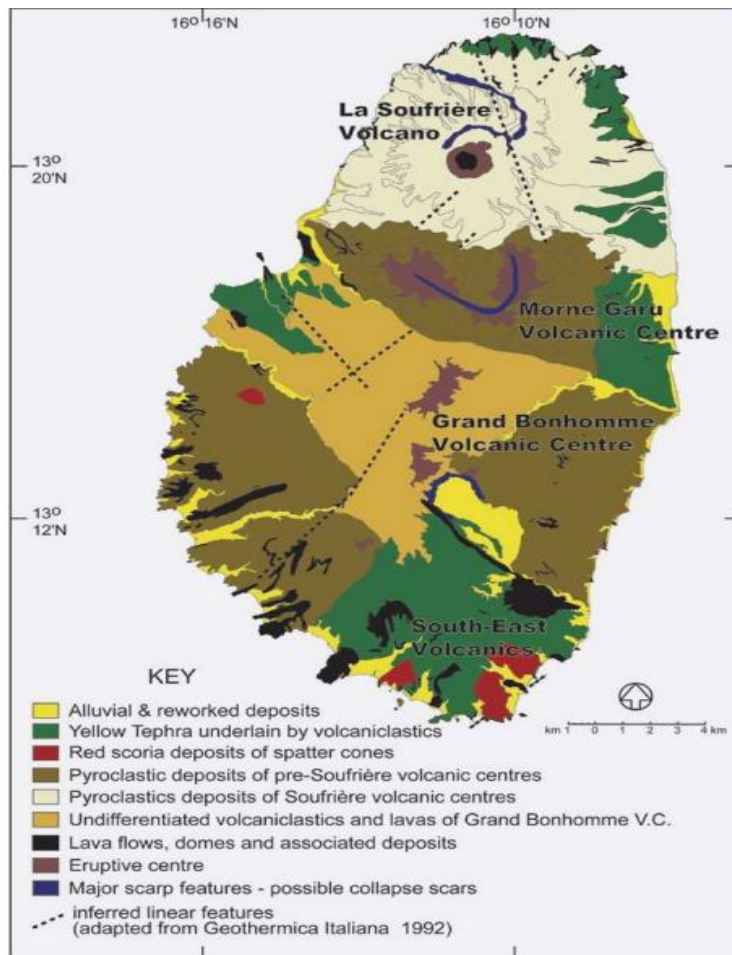 16º 16'
16º 10'
La Soufrière
Volcano
13º
20'
Morne Garu
Volcanic Centre
Grand Bonhomme
Volcanic Centre
13º
12'N
South-East
Volcanics
KEY
Alluvial & reworked deposits
Yellow Tephra underlain by volcaniclastics
Red scoria deposits of spatter cones
Pyroclastic deposits of pre-Soufrière volcanic centres
Pyroclastics deposits of Soufrière volcanic centres
Undifferentiated volcaniclastics and lavas of Grand Bonhomme V.C.
Lava flows, domes and associated deposits
Eruptive centre
Major scarp features - possible collapse scars
inferred linear features
(adapted from Geothermica Italiana 1992)
km 1 0 1 2 3 4 km